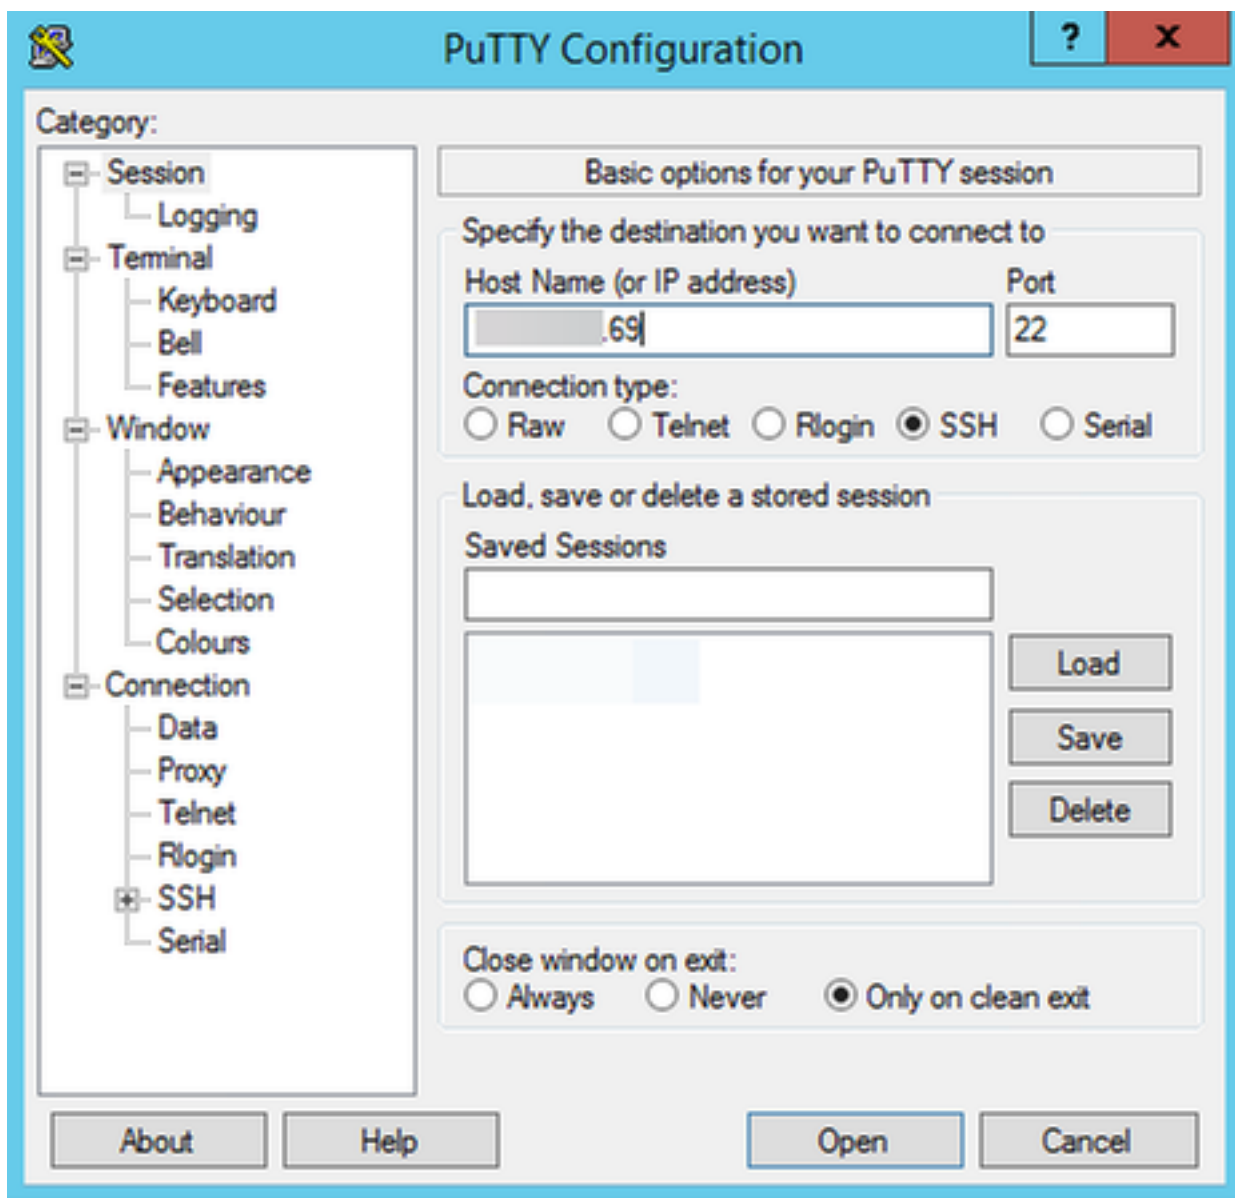 PuTTY Configuration
?
x
Category:
Session
Logging
Terminal
Keyboard
Bell
Features
Window
Appearance
Behaviour
Translation
Selection
Colours
Connection
Data
Proxy
Telnet
Rlogin
SSH
Serial
Basic options for your PuTTY session
Specify the destination you want to connect to
Host Name (or IP address) Port
.69 22
Connection type:
Raw Telnet Rlogin SSH Serial
Load, save or delete a stored session
Saved Sessions
Load
Save
Delete
Close window on exit:
Always Never Only on clean exit
About Help Open Cancel